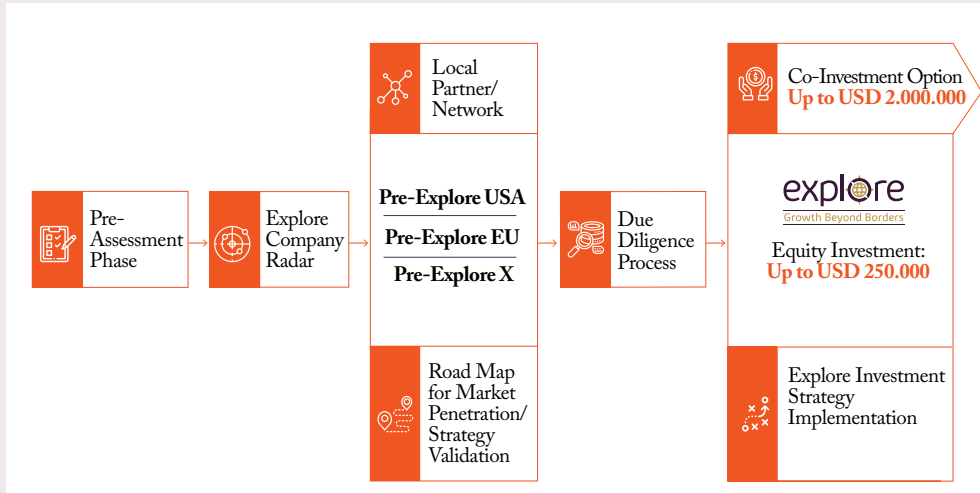 Pre-
Assessment
Phase
Explore
Company
Radar
Local
Partner/
Network
Pre-Explore USA
Pre-Explore EU
Pre-Explore X
Road Map
for Market
Penetration/
Strategy
Validation
Due
Diligence
Process
Co-Investment Option
Up to USD 2.000.000
explore
Growth Beyond Borders
Equity Investment:
Up to USD 250.000
Explore Investment
Strategy
Implementation